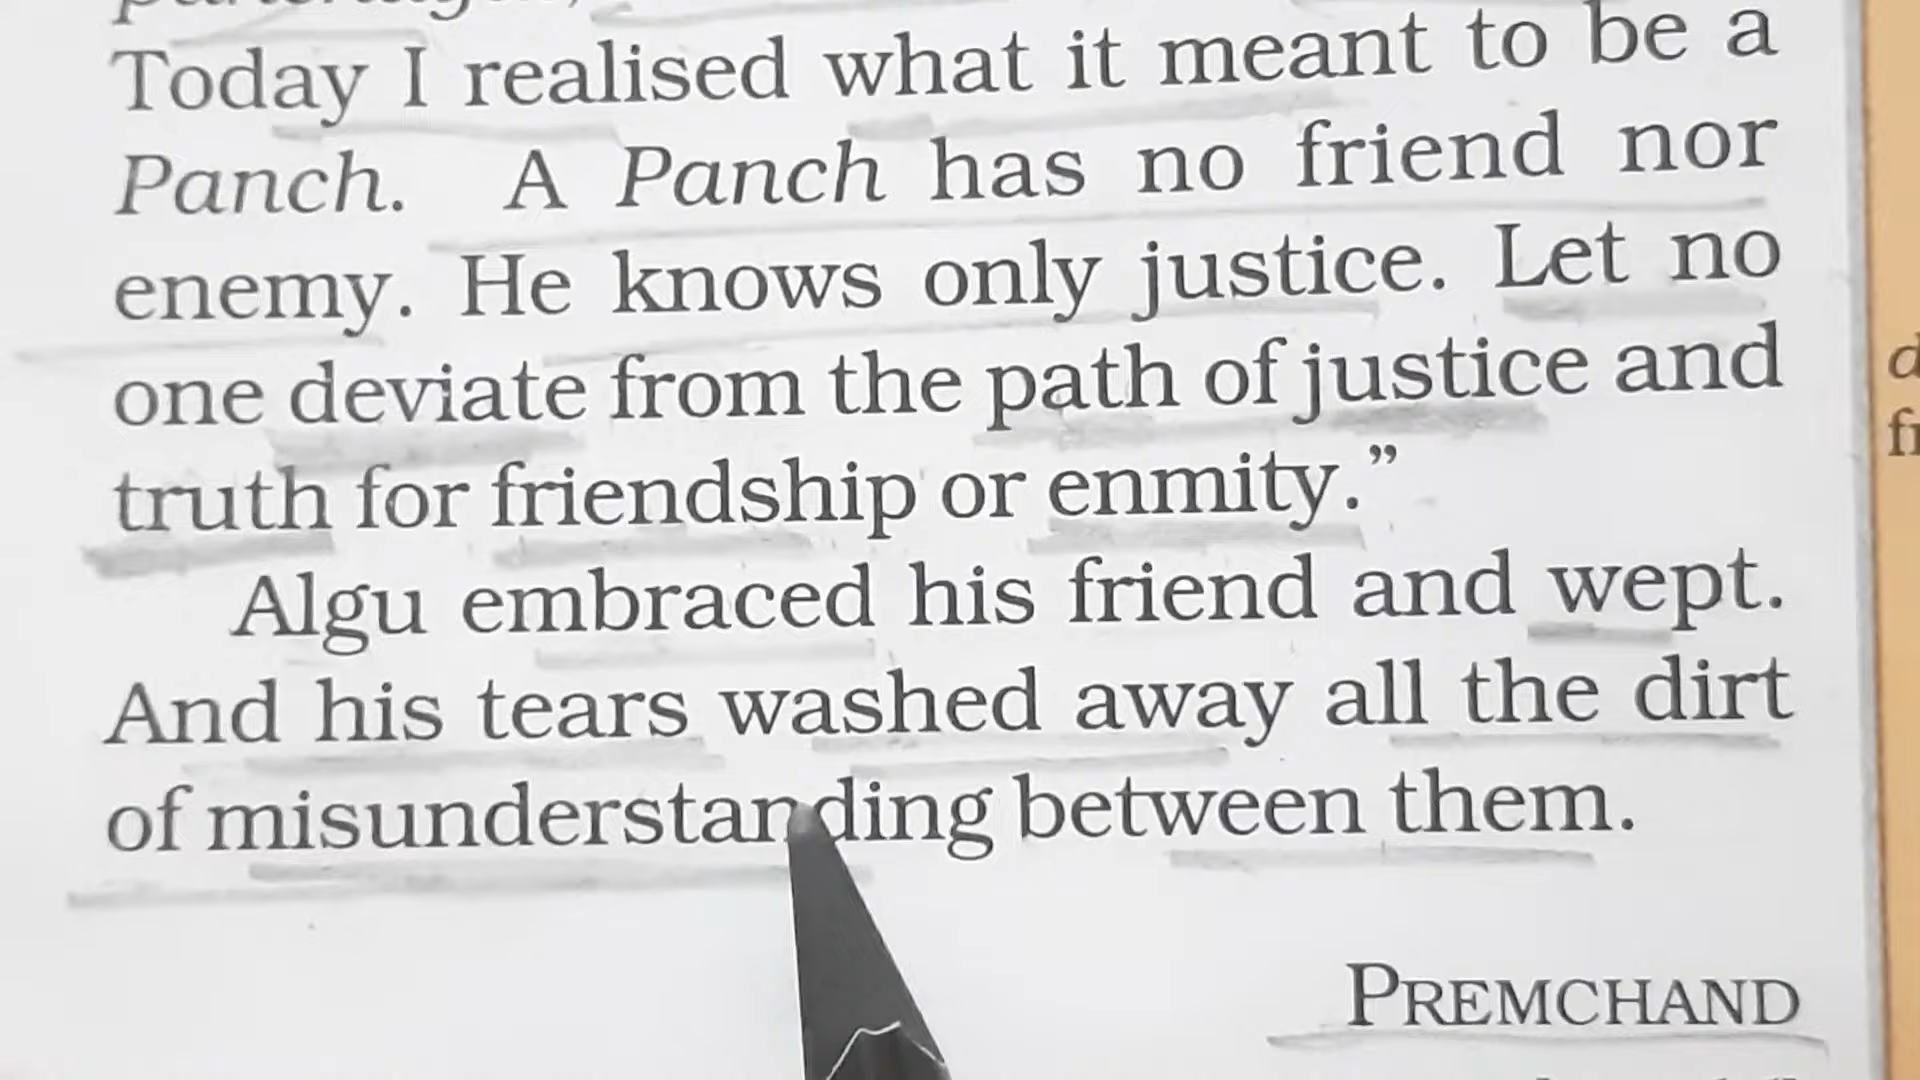 Today I realised what it meant to be a
Panch. A Panch has no friend nor
enemy. He knows only justice. Let no
one deviate from the path of justice and
truth for friendship or enmity.”
Algu embraced his friend and wept.
And his tears washed away all the dirt
of misunderstanding between them.
PREMCHAND